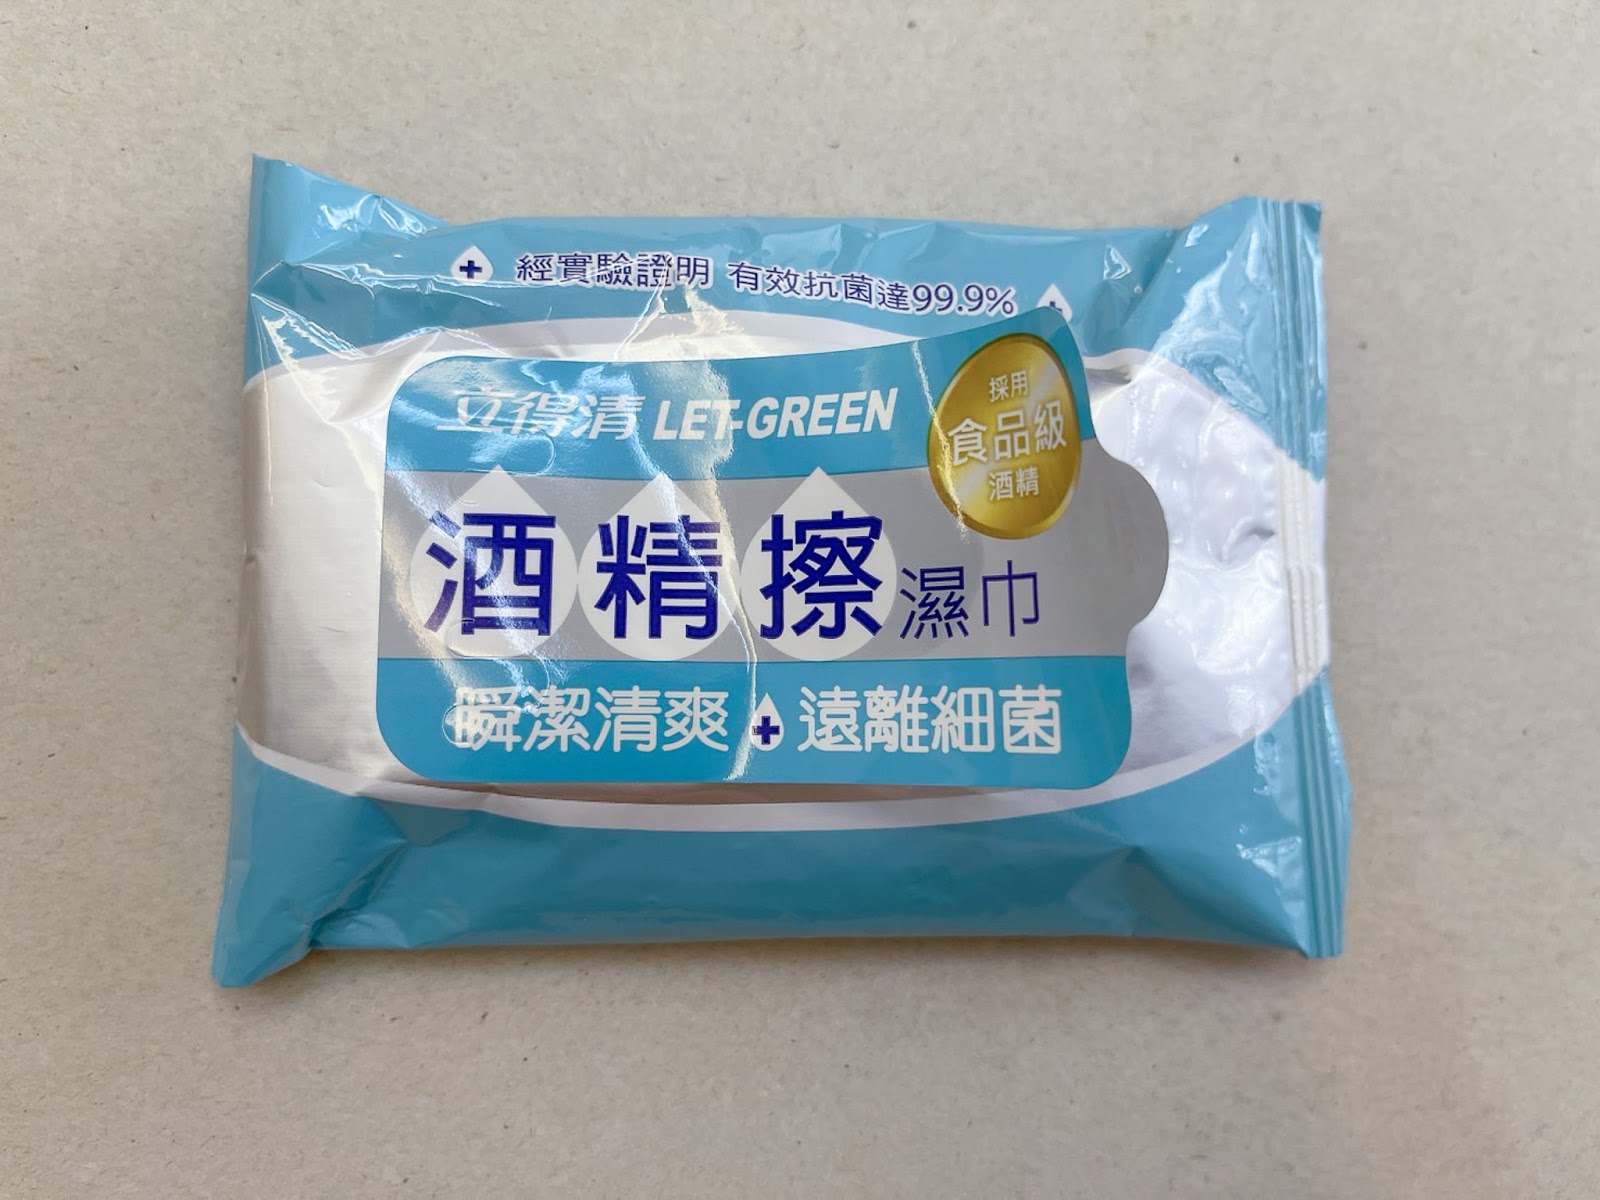 經實驗證明 有效抗菌達99.9%
立得清 LET-GREEN
採用
食品級
酒精
酒精擦濕巾
瞬潔清爽 遠離細菌